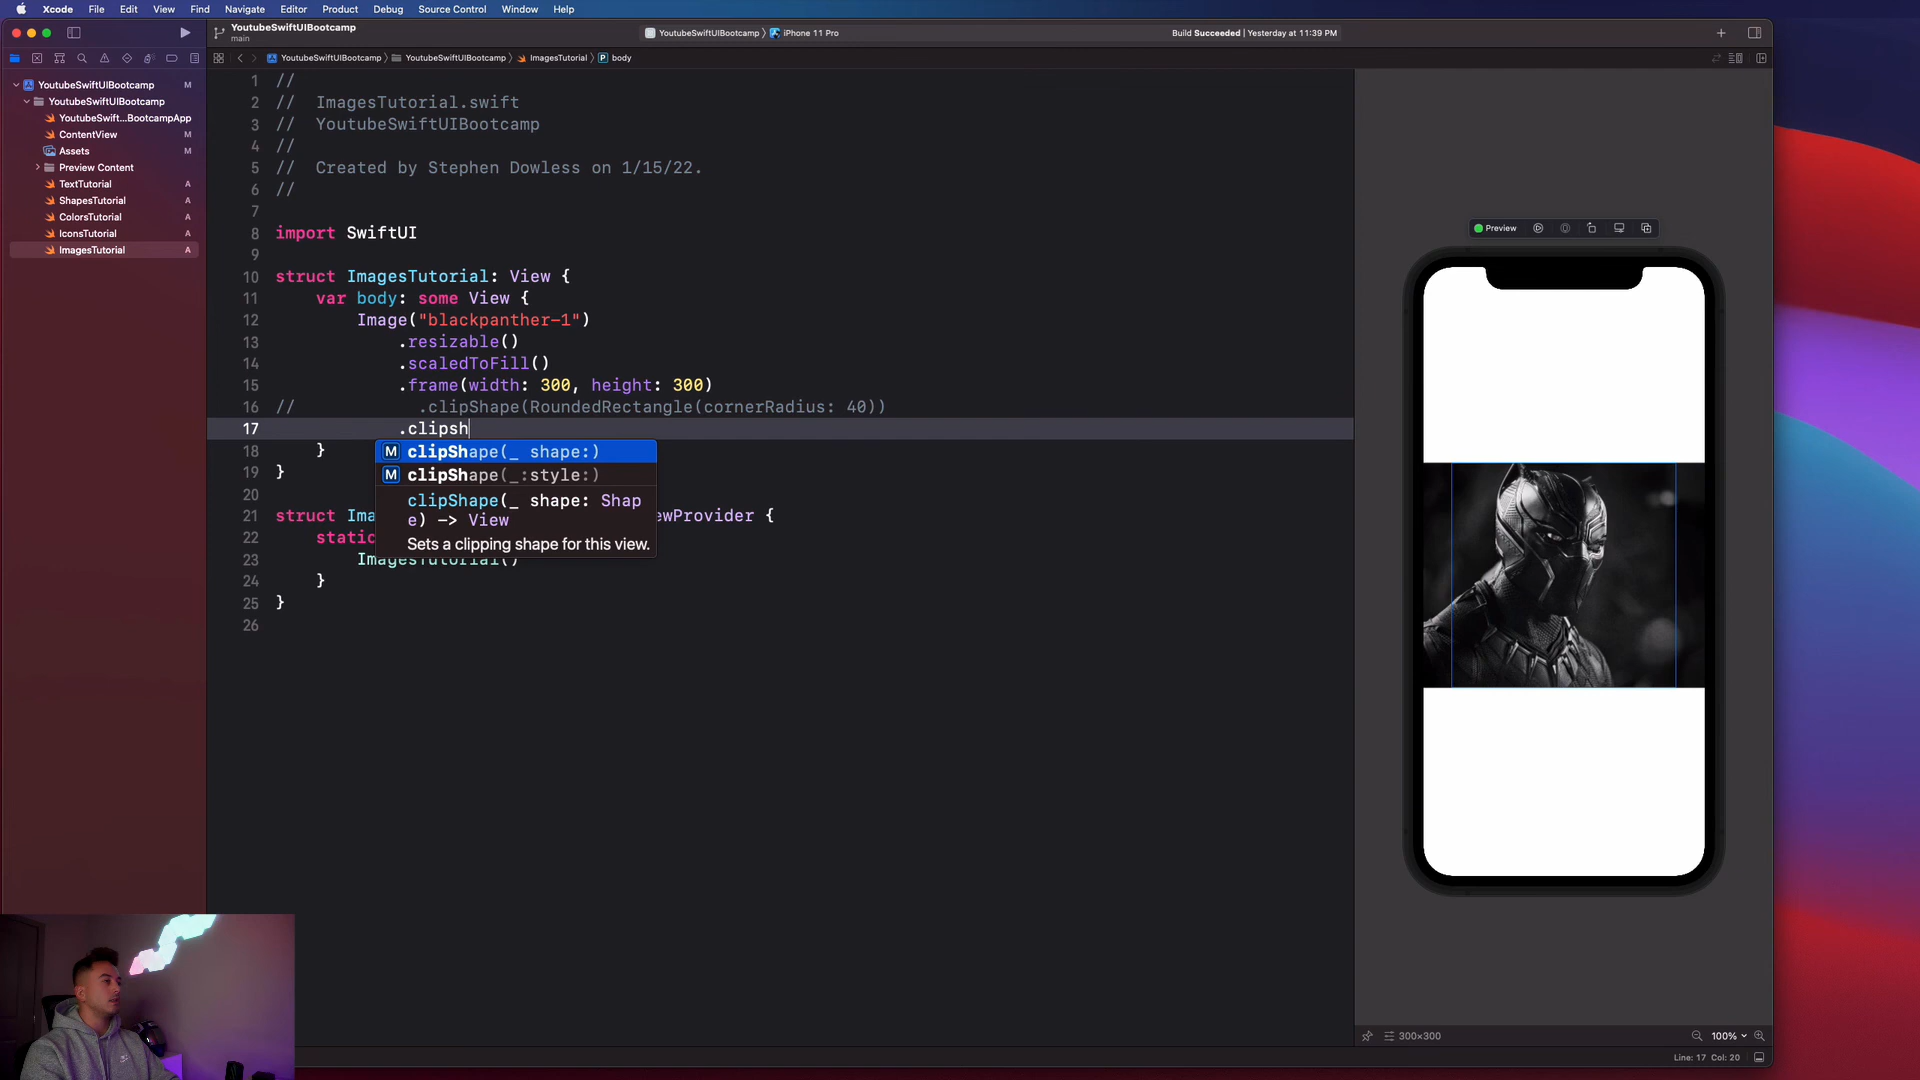 Xcode File Edit View Find Navigate Editor Product Debug Source Control Window Help
YoutubeSwiftUIBootcamp
main
YoutubeSwiftUIBootcamp 〉 iPhone 11 Pro
Build Succeeded | Yesterday at 11:39 PM
YoutubeSwiftUIBootcamp 〉 YoutubeSwiftUIBootcamp 〉 ImagesTutorial 〉 P body
YoutubeSwiftUIBootcamp M
YoutubeSwiftUIBootcamp
YoutubeSwift...BootcampApp
ContentView M
Assets M
Preview Content
TextTutorial A
ShapesTutorial A
ColorsTutorial A
IconsTutorial A
ImagesTutorial A
1 //
2 //  ImagesTutorial.swift
3 //  YoutubeSwiftUIBootcamp
4 //
5 //  Created by Stephen Dowless on 1/15/22.
6 //
7
8 import SwiftUI
9
10 struct ImagesTutorial: View {
11     var body: some View {
12         Image("blackpanther-1")
13             .resizable()
14             .scaledToFill()
15             .frame(width: 300, height: 300)
16 //            .clipShape(RoundedRectangle(cornerRadius: 40))
17             .clipsh
18     }
19 }
20
21 struct Ima
ewProvider {
22     static
23         ImagesTutorial()
24     }
25 }
26
M clipShape(_ shape:)
M clipShape(_:style:)
clipShape(_ shape: Shap
e) -> View
Sets a clipping shape for this view.
Preview
300×300
100%
Line: 17 Col: 20